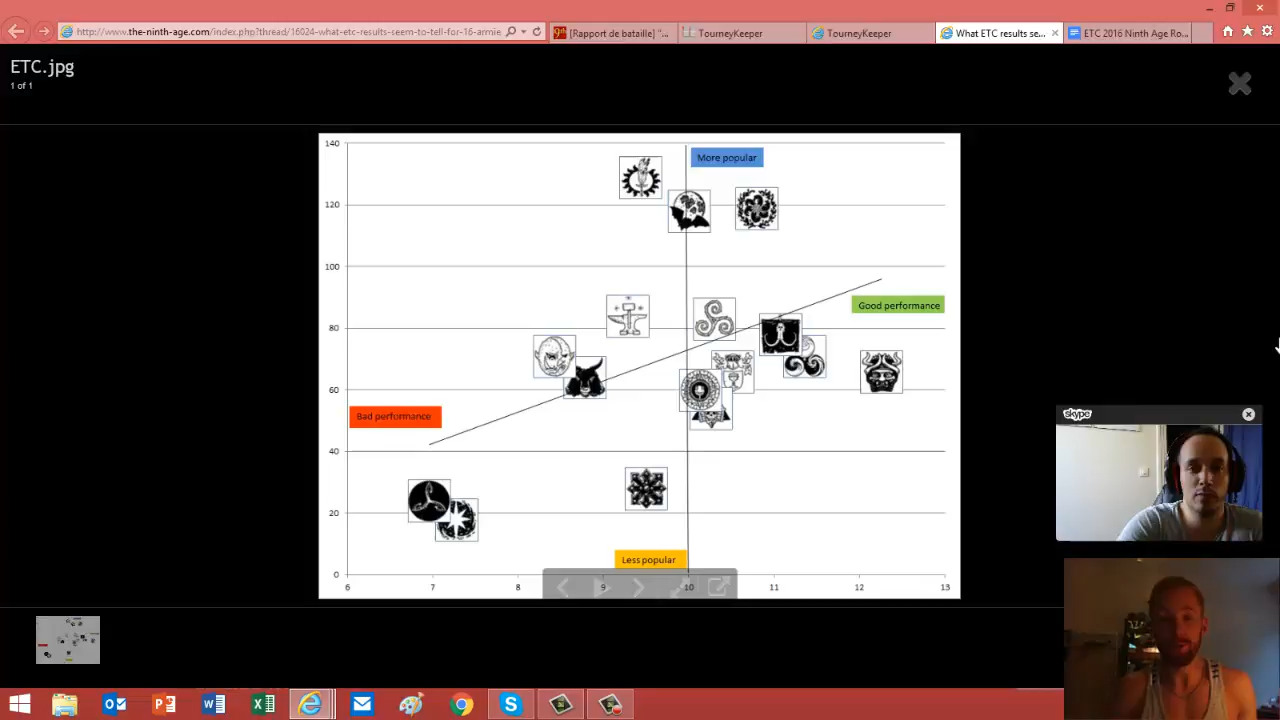 http://www.the-ninth-age.com/index.php?thread/16024-what-etc-results-seem-to-tell-for-16-armie
[Rapport de bataille] "...
TourneyKeeper
TourneyKeeper
What ETC results se...
ETC 2016 Ninth Age Ro...
ETC.jpg
1 of 1
140
120
100
80
60
40
20
0
More popular
Good performance
Bad performance
Less popular
6
7
8
9
10
11
12
13
skype